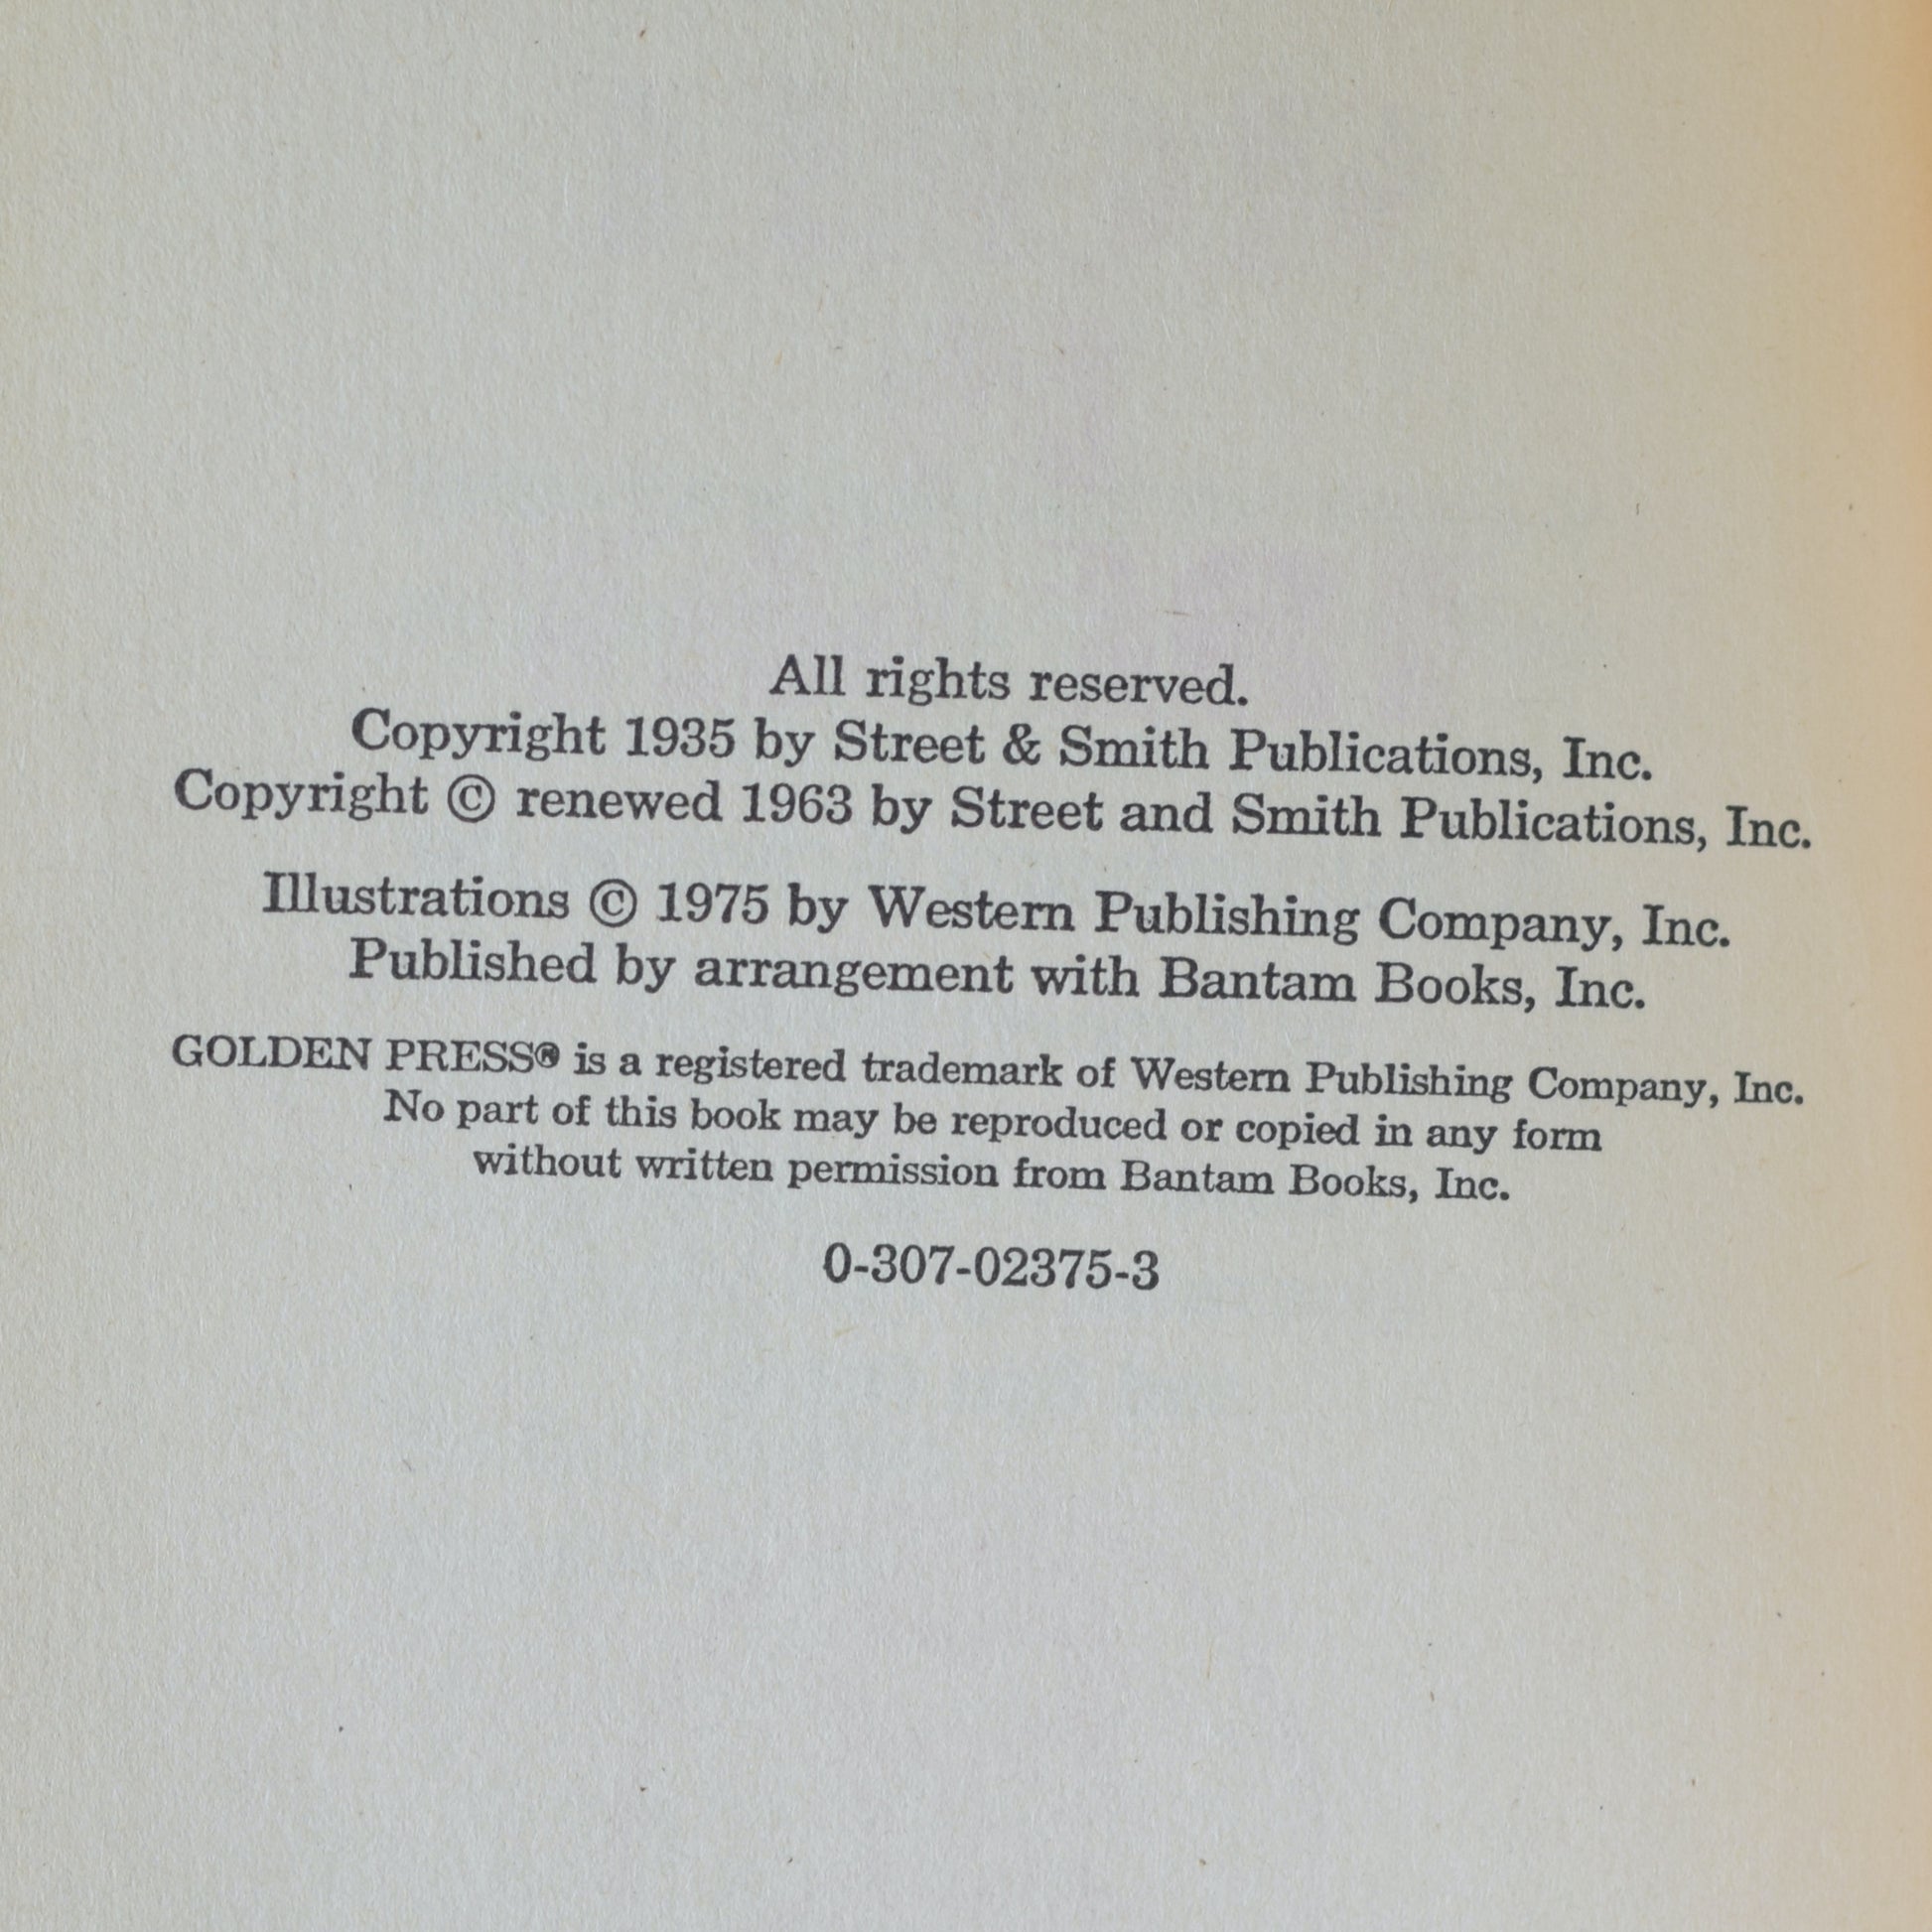 All rights reserved.
Copyright 1935 by Street & Smith Publications, Inc.
Copyright © renewed 1963 by Street and Smith Publications, Inc.
Illustrations © 1975 by Western Publishing Company, Inc.
Published by arrangement with Bantam Books, Inc.
GOLDEN PRESS® is a registered trademark of Western Publishing Company, Inc.
No part of this book may be reproduced or copied in any form
without written permission from Bantam Books, Inc.
0-307-02375-3